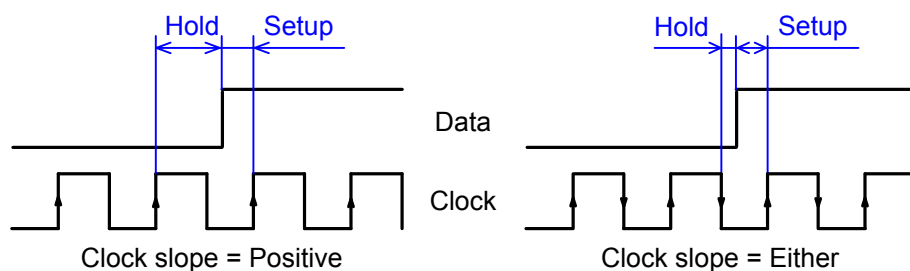 Hold Setup Hold Setup
Data
Clock
Clock slope = Positive Clock slope = Either